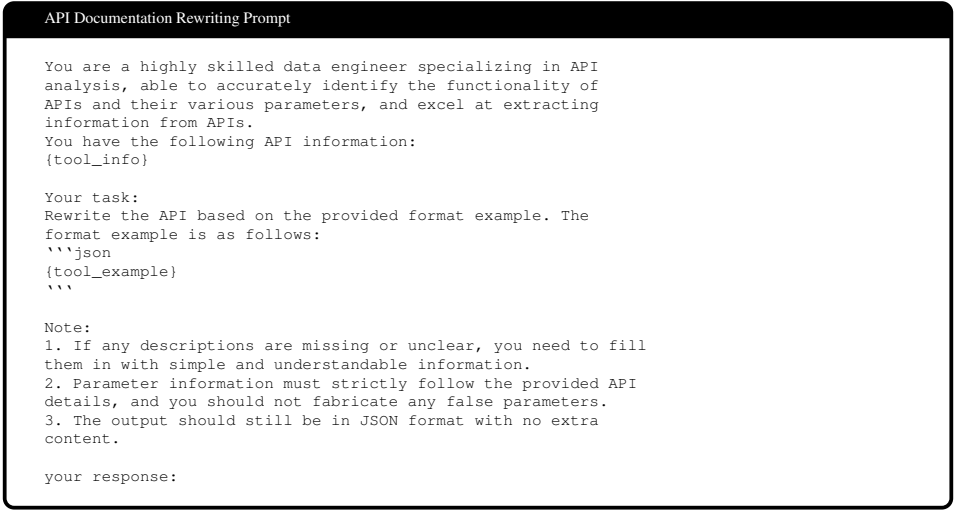 API Documentation Rewriting Prompt
You are a highly skilled data engineer specializing in API
analysis, able to accurately identify the functionality of
APIs and their various parameters, and excel at extracting
information from APIs.
You have the following API information:
{tool_info}
Your task:
Rewrite the API based on the provided format example. The
format example is as follows:
‵‵‵json
{tool_example}
‵‵‵
Note:
1. If any descriptions are missing or unclear, you need to fill
them in with simple and understandable information.
2. Parameter information must strictly follow the provided API
details, and you should not fabricate any false parameters.
3. The output should still be in JSON format with no extra
content.
your response: